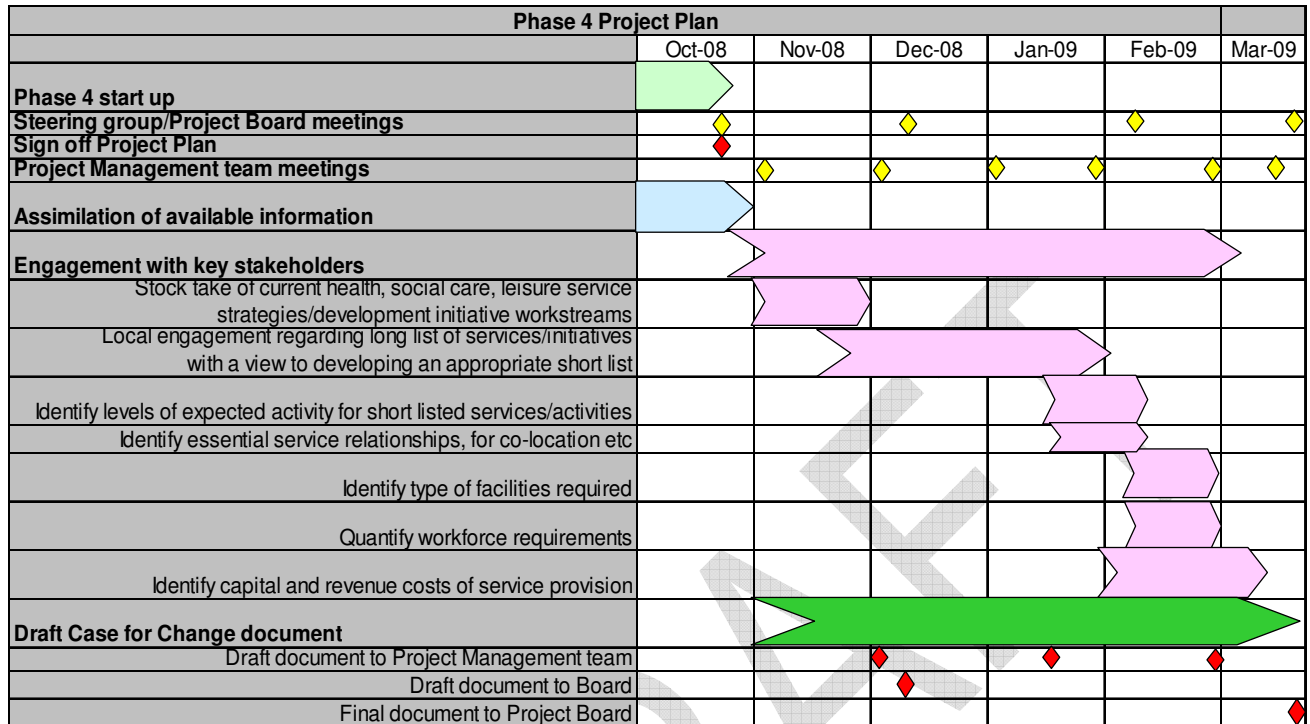 Phase 4 Project Plan
Oct-08 Nov-08 Dec-08 Jan-09 Feb-09 Mar-09
Phase 4 start up
Steering group/Project Board meetings
Sign off Project Plan
Project Management team meetings
Assimilation of available information
Engagement with key stakeholders
Stock take of current health, social care, leisure service
strategies/development initiative workstreams
Local engagement regarding long list of services/initiatives
with a view to developing an appropriate short list
Identify levels of expected activity for short listed services/activities
Identify essential service relationships, for co-location etc
Identify type of facilities required
Quantify workforce requirements
Identify capital and revenue costs of service provision
Draft Case for Change document
Draft document to Project Management team
Draft document to Board
Final document to Project Board